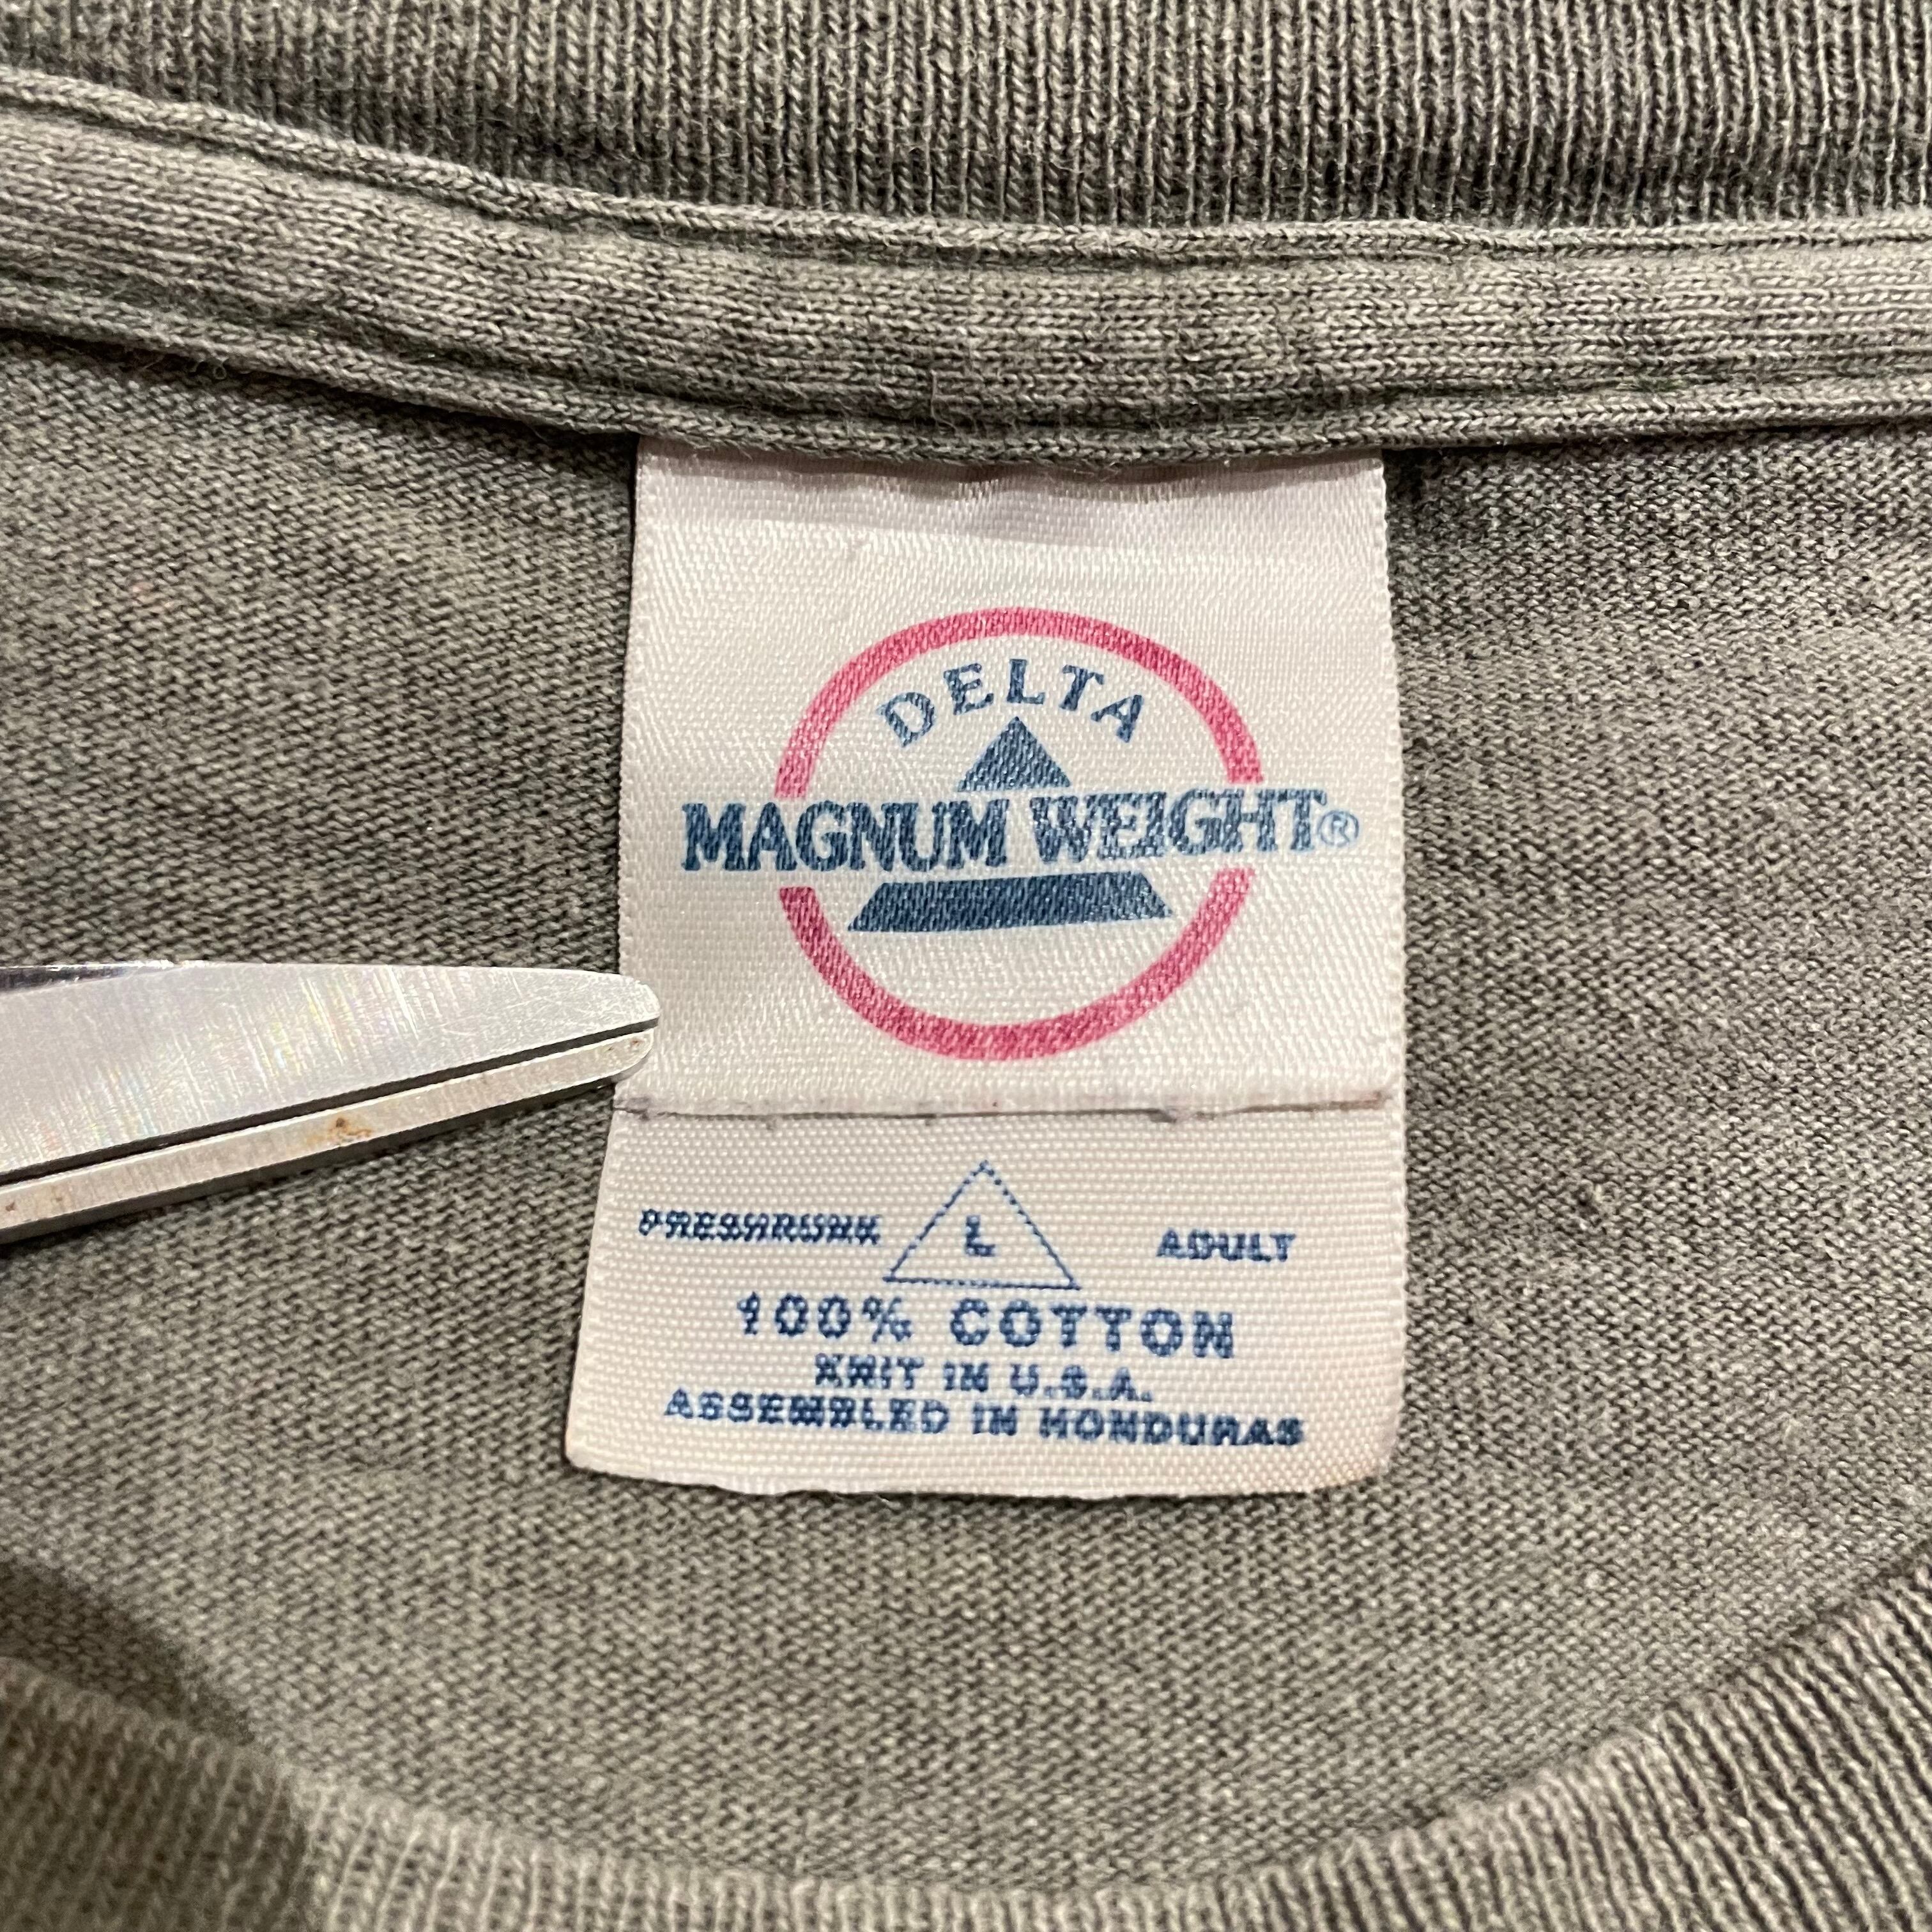 DELTA
MAGNUM WEIGHT®
PRESHRUNK L ADULT
100% COTTON
KNIT IN U.S.A.
ASSEMBLED IN HONDURAS